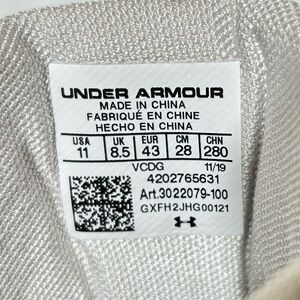 UNDER ARMOUR
MADE IN CHINA
FABRIQUÉ EN CHINE
HECHO EN CHINA
USA UK EUR CM CHN
11 8.5 43 28 280
VCDG 11/19
4202765631
Art.3022079-100
GXFH2JHG00121